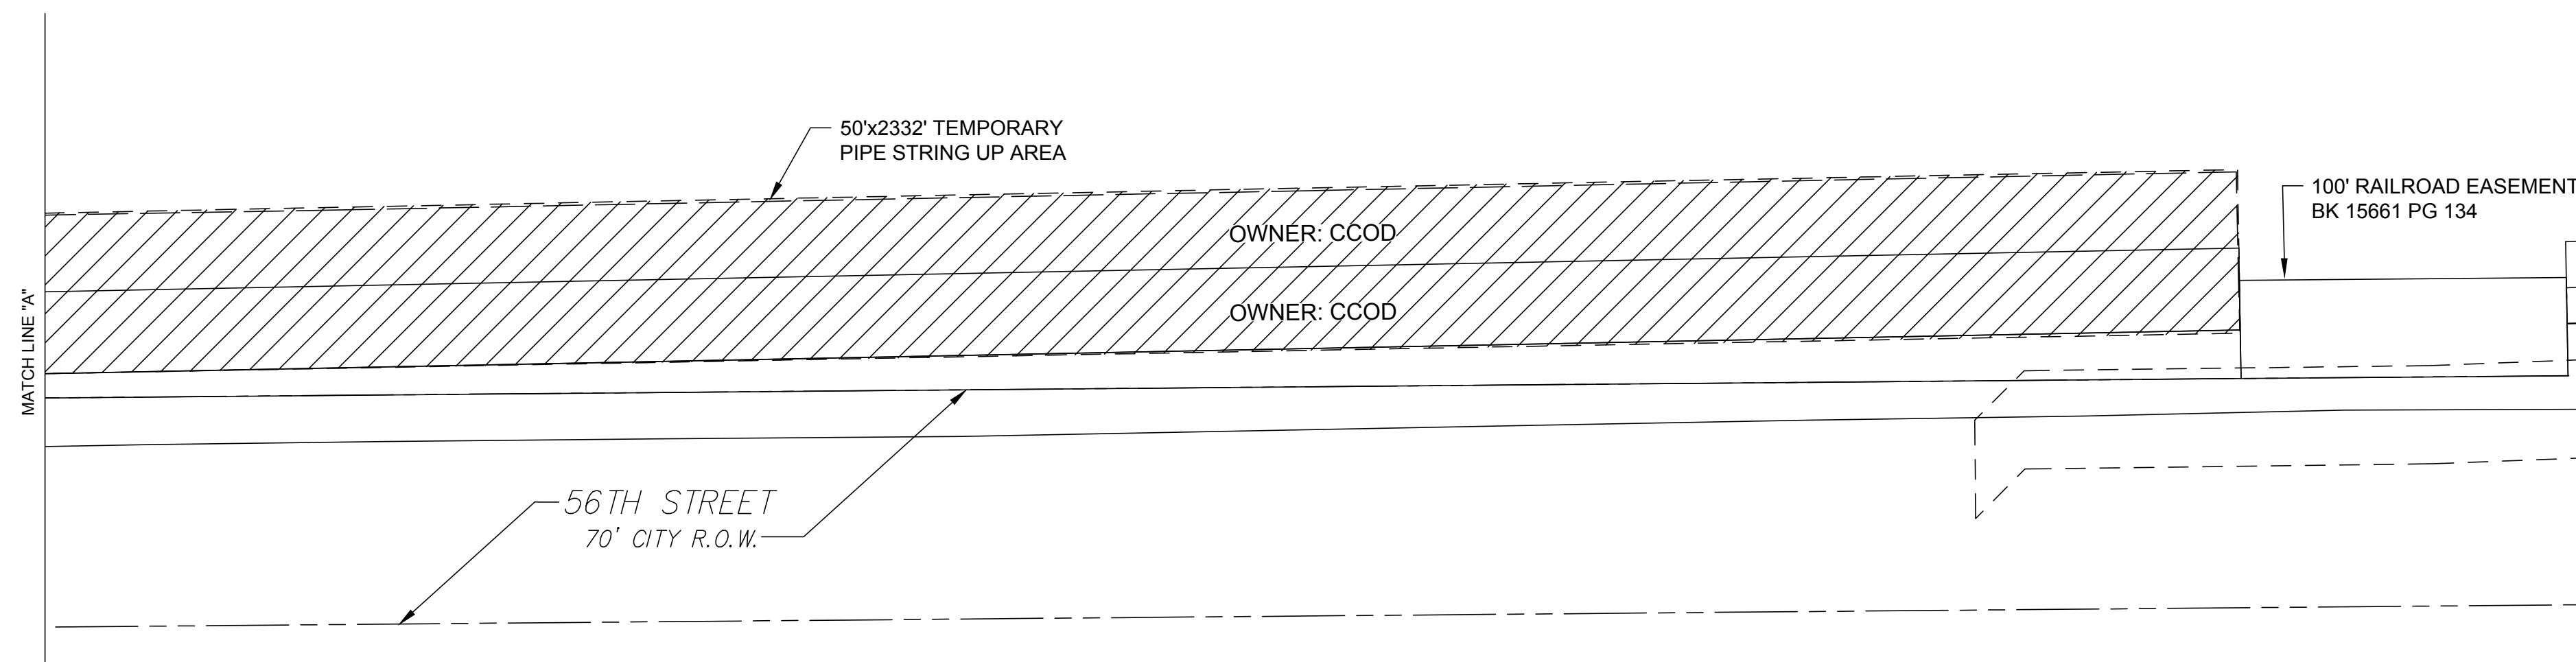 50'x2332' TEMPORARY
PIPE STRING UP AREA
OWNER: CCOD
100' RAILROAD EASEMENT
BK 15661 PG 134
OWNER: CCOD
MATCH LINE "A"
56TH STREET
70' CITY R.O.W.